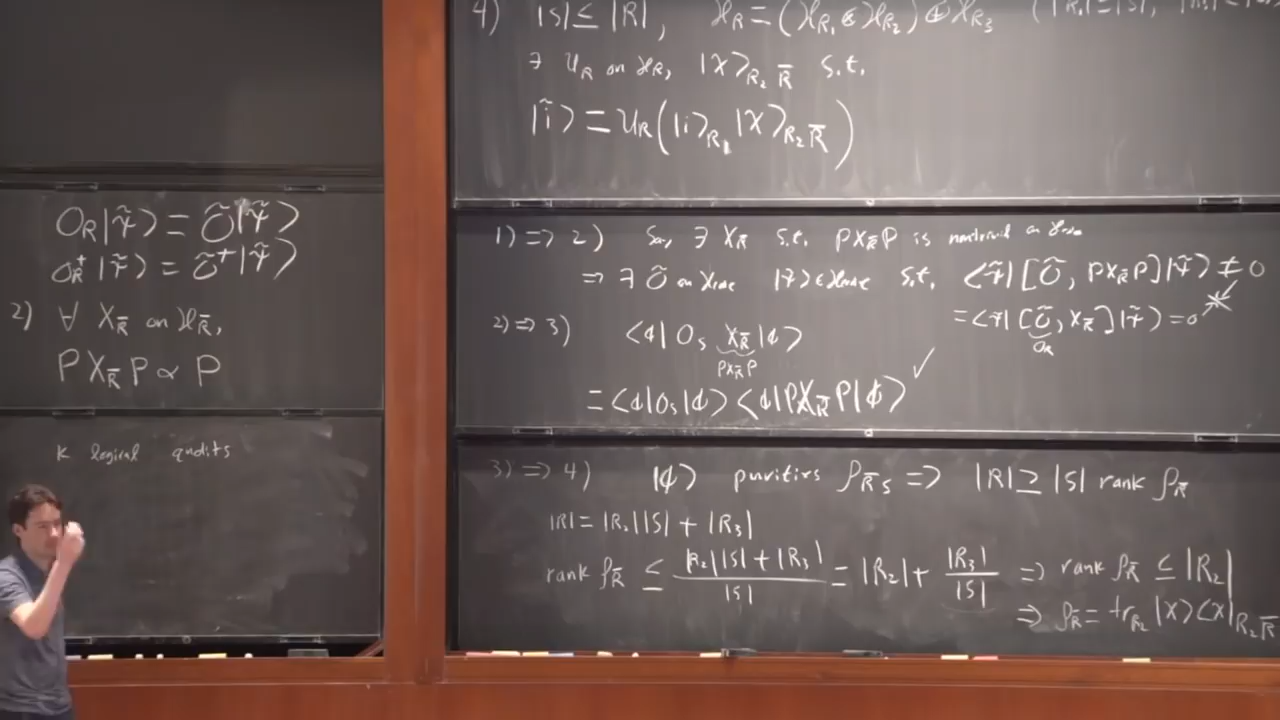 O_R|ψ̃⟩ = Õ|ψ̃⟩
O_R^†|ψ̃⟩ = Õ^†|ψ̃⟩
2) ∀ X_R̄ on ℋ_R̄,
P X_R̄ P ∝ P
k logical qudits
4) |S| ≤ |R|, ℋ_R = (ℋ_R₁ ⊗ ℋ_R₂) ⊕ ℋ_R₃
∃ U_R on ℋ_R, |χ⟩_R₂R̄ s.t.
|ĩ⟩ = U_R(|i⟩_R₁ |χ⟩_R₂R̄)
1) => 2) Say ∃ X_R̄ s.t. P X_R̄ P is nontrivial on ℋ_code
⇒ ∃ Õ on ℋ_code |ψ̃⟩ ∈ ℋ_code s.t. ⟨ψ̃|[Õ, P X_R̄ P]|ψ̃⟩ ≠ 0
= ⟨ψ̃|[Õ, X_R̄]|ψ̃⟩ = 0
O_R
2) => 3) ⟨ϕ| O_S X_R̄ |ϕ⟩
P X_R̄ P
= ⟨ϕ|O_S|ϕ⟩⟨ϕ|P X_R̄ P|ϕ⟩ ✓
3) => 4) |ϕ⟩ purifies ρ_R̄S => |R| ≥ |S| rank ρ_R̄
|R| = |R₂||S| + |R₃|
rank ρ_R̄ ≤ (|R₂||S| + |R₃|)/|S| = |R₂| + |R₃|/|S| ⇒ rank ρ_R̄ ≤ |R₂|
⇒ ρ_R̄ = tr_R₂ |χ⟩⟨χ|_R₂R̄